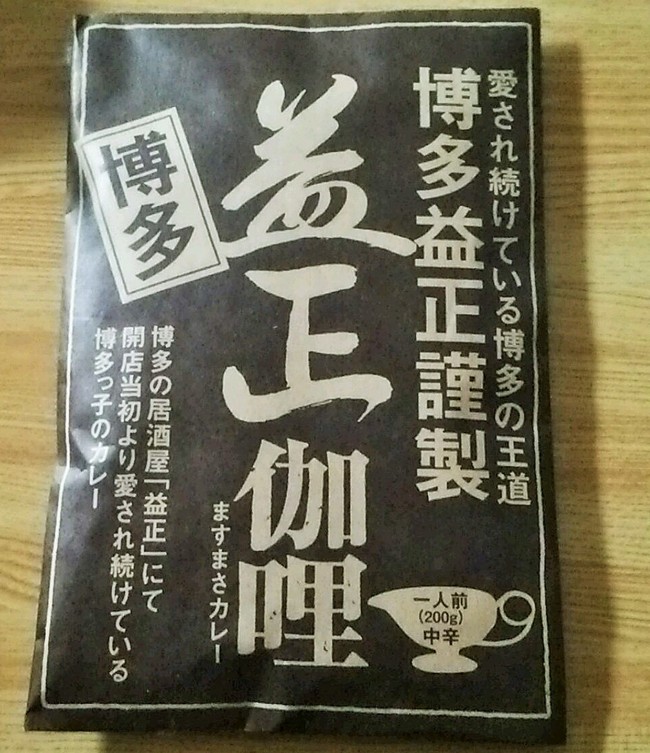 愛され続けている博多の王道
博多益正謹製
益正伽哩
ますまさカレー
博多
博多の居酒屋「益正」にて
開店当初より愛され続けている
博多っ子のカレー
一人前
(200g)
中辛